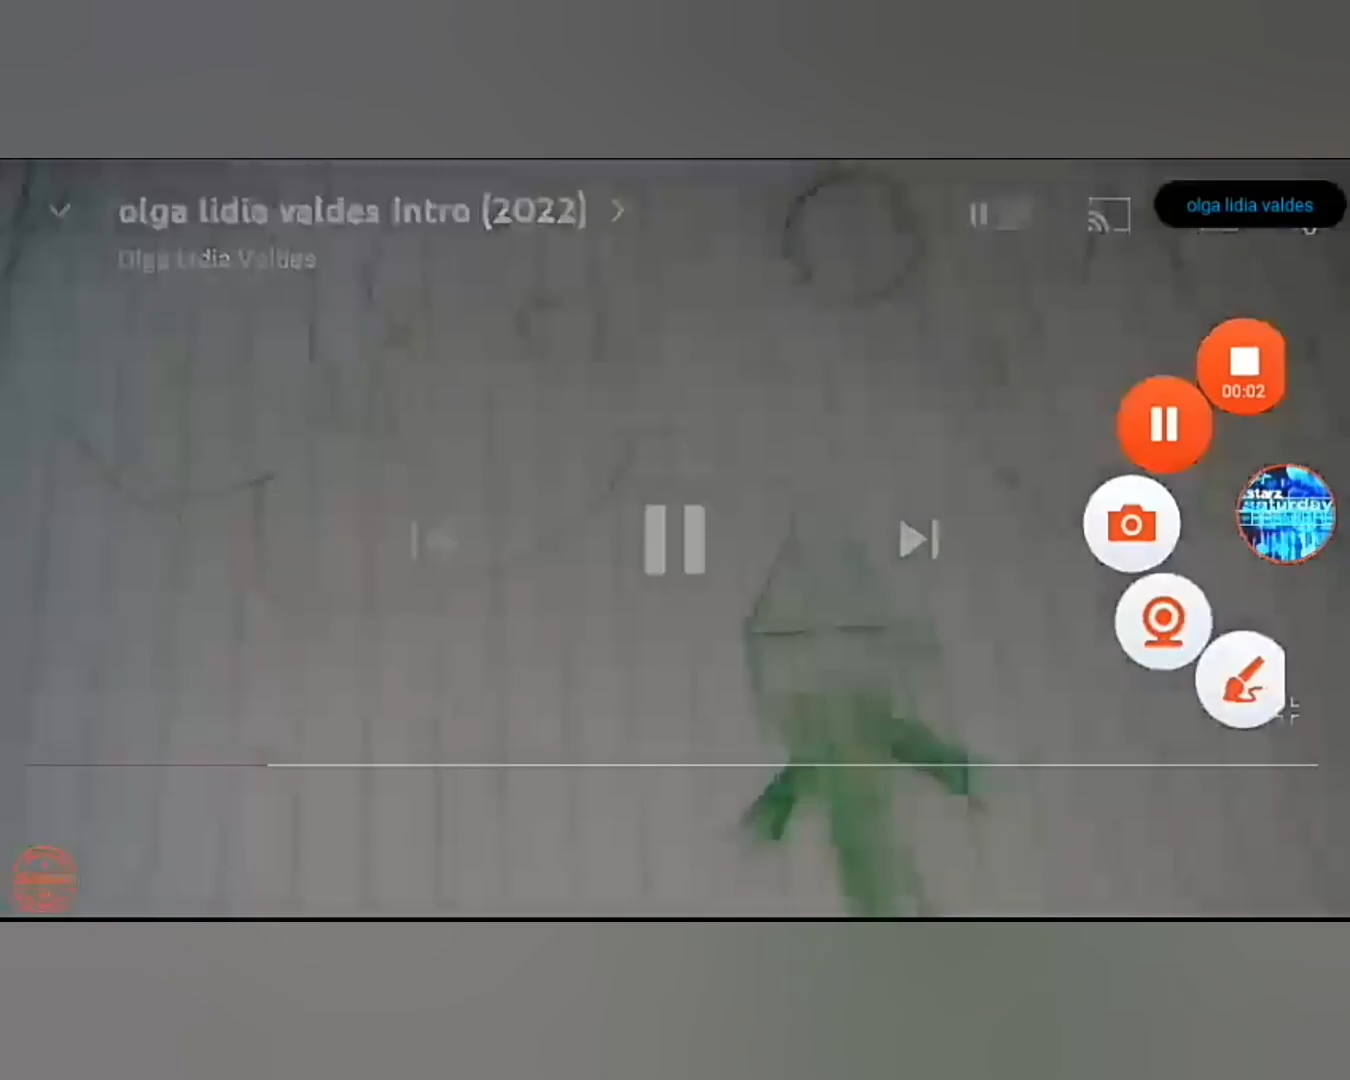 olga lidia valdes intro (2022)
Olga Lidia Valdes
olga lidia valdes
00:02
starz
saturday